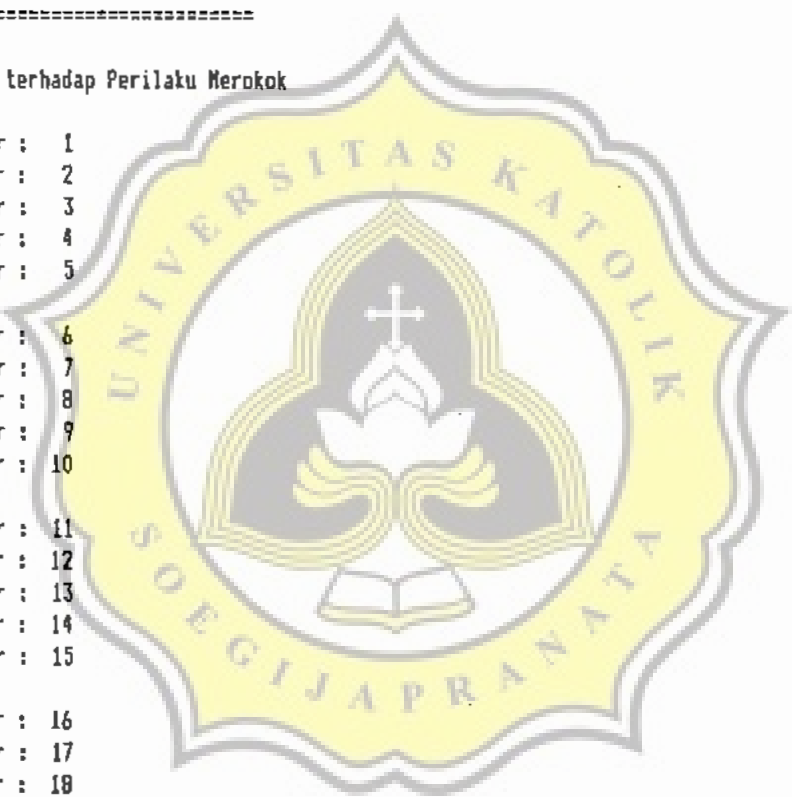 ==========================
terhadap Perilaku Merokok
r : 1
r : 2
r : 3
r : 4
r : 5
r : 6
r : 7
r : 8
r : 9
r : 10
r : 11
r : 12
r : 13
r : 14
r : 15
r : 16
r : 17
r : 18
UNIVERSITAS KATOLIK
SOEGIJAPRANATA